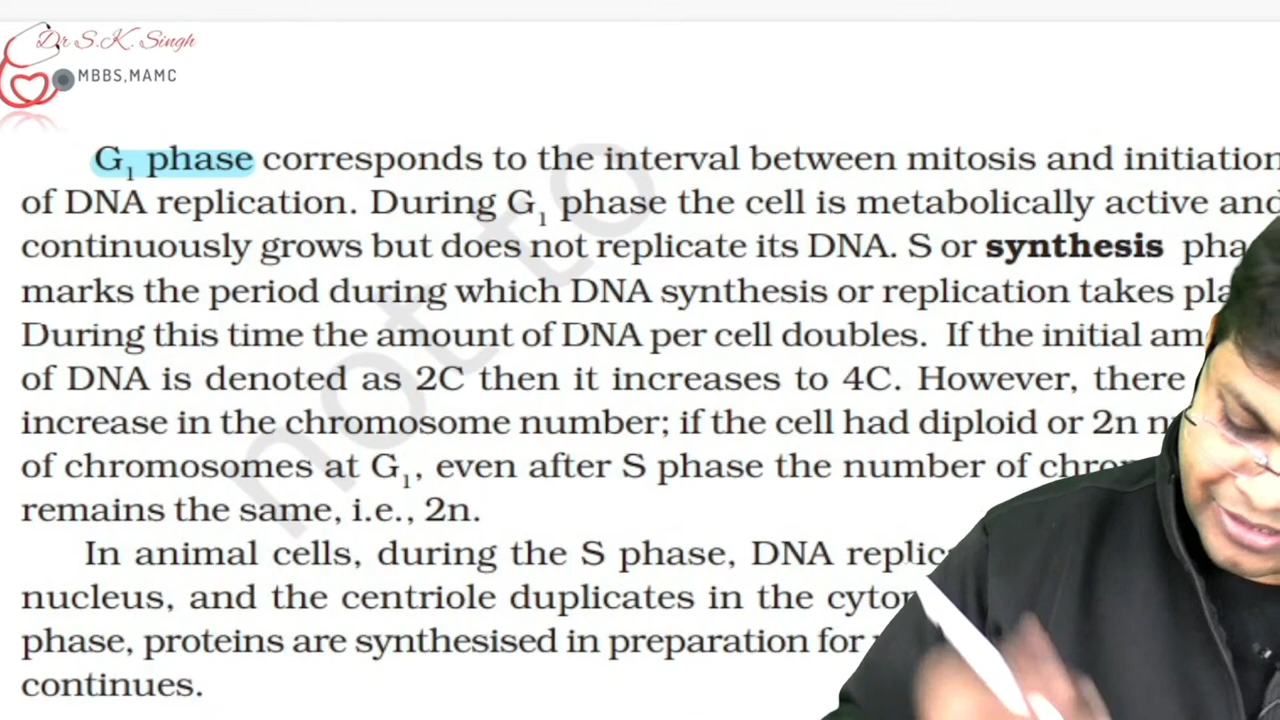 Dr S.K. Singh
MBBS,MAMC
G₁ phase corresponds to the interval between mitosis and initiation
of DNA replication. During G₁ phase the cell is metabolically active and
continuously grows but does not replicate its DNA. S or synthesis
marks the period during which DNA synthesis or replication takes
During this time the amount of DNA per cell doubles. If the initial
of DNA is denoted as 2C then it increases to 4C. However, there
increase in the chromosome number; if the cell had diploid or 2n
of chromosomes at G₁, even after S phase the number of
remains the same, i.e., 2n.
In animal cells, during the S phase, DNA
nucleus, and the centriole duplicates in the
phase, proteins are synthesised in preparation for
continues.
not to